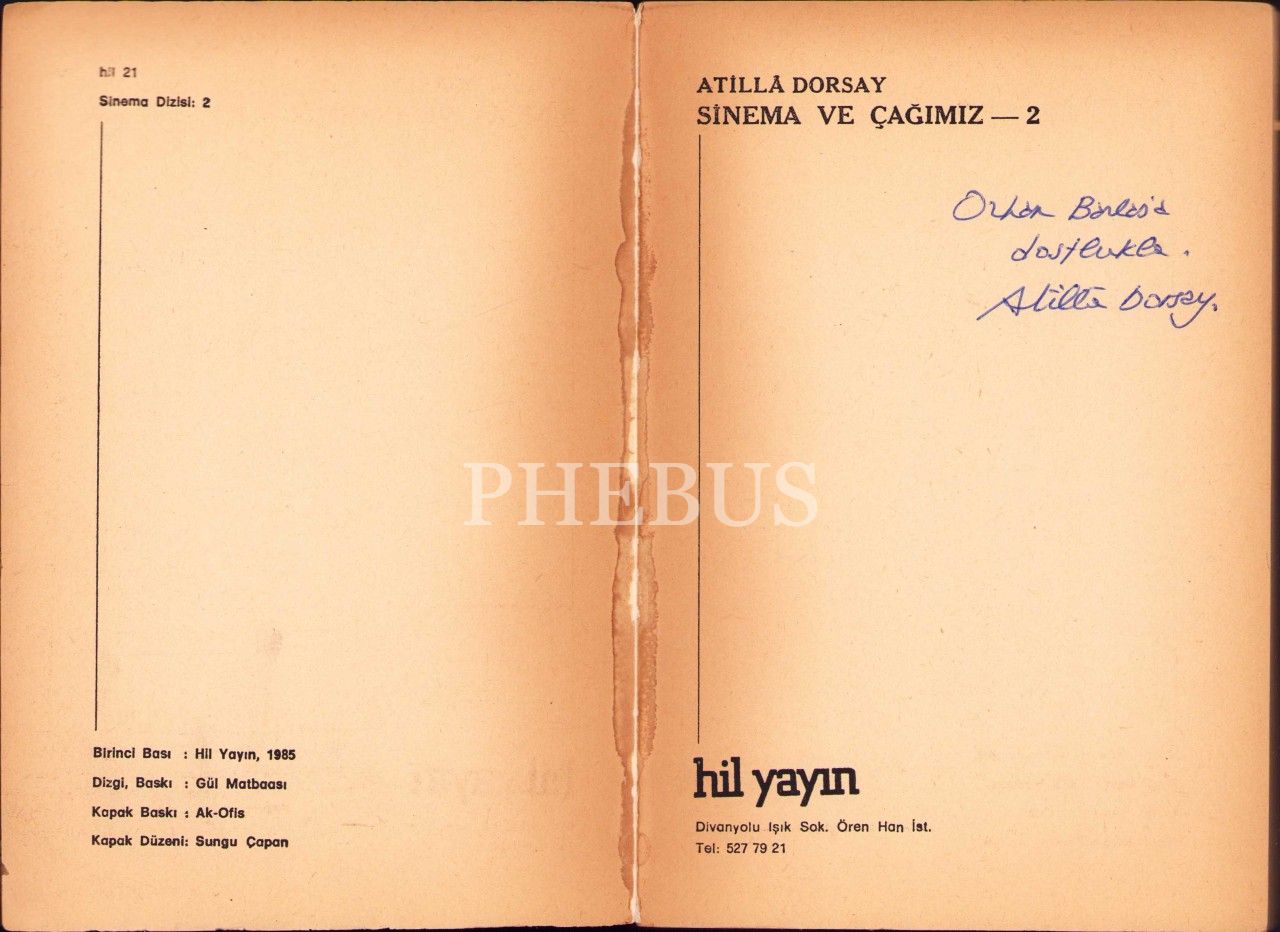 hil 21
Sinema Dizisi: 2
Birinci Bası : Hil Yayın, 1985
Dizgi, Baskı : Gül Matbaası
Kapak Baskı : Ak-Ofis
Kapak Düzeni: Sungu Çapan
ATİLLÂ DORSAY
SİNEMA VE ÇAĞIMIZ — 2
Orhan Barlas'a
dostlukla.
Atillâ Dorsay.
PHEBUS
hil yayın
Divanyolu Işık Sok. Ören Han İst.
Tel: 527 79 21